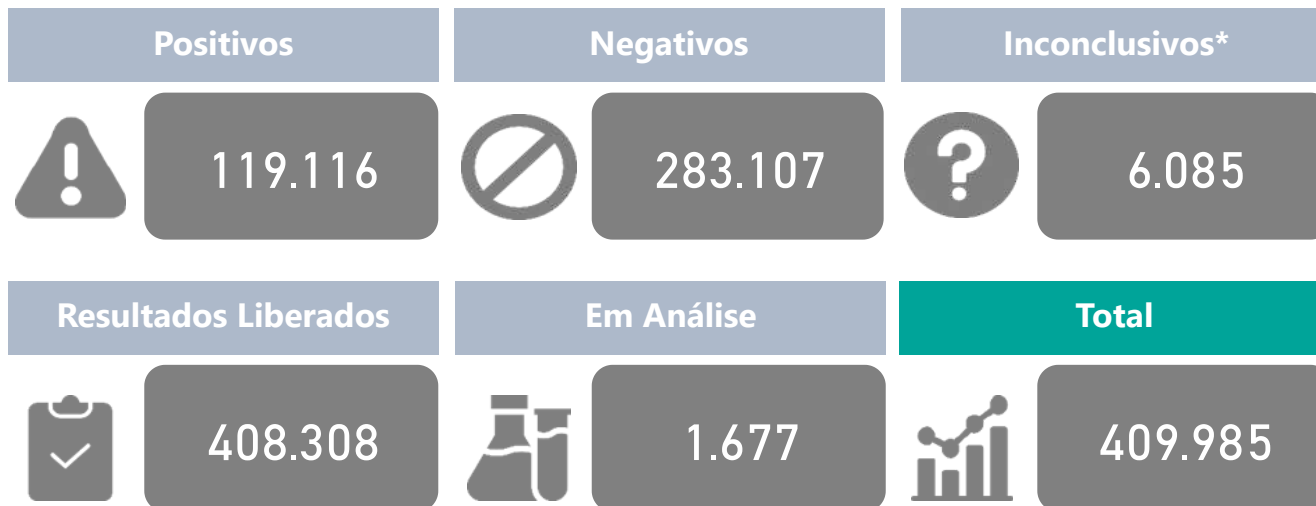 Positivos
Negativos
Inconclusivos*
119.116
283.107
6.085
Resultados Liberados
Em Análise
Total
408.308
1.677
409.985